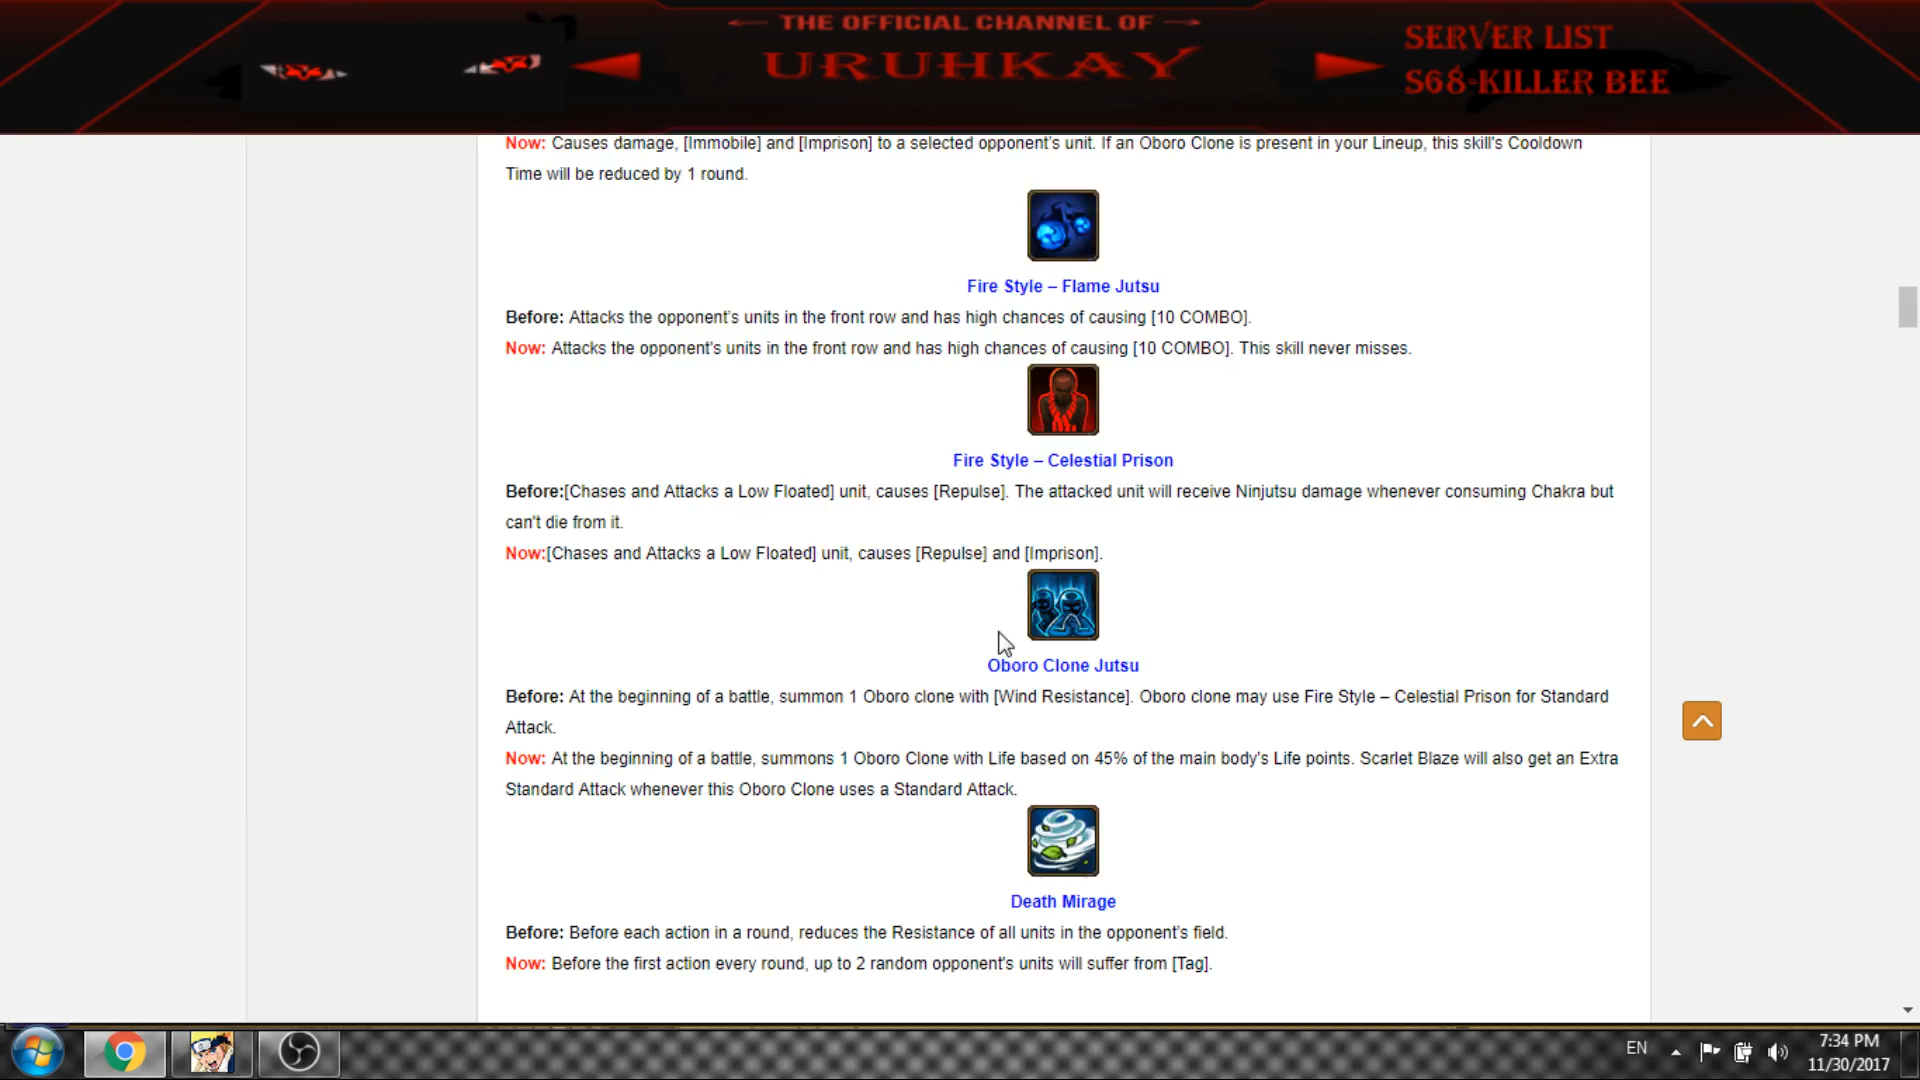 THE OFFICIAL CHANNEL OF
URUHKAY
SERVER LIST
S68-KILLER BEE
Now: Causes damage, [Immobile] and [Imprison] to a selected opponent's unit. If an Oboro Clone is present in your Lineup, this skill's Cooldown
Time will be reduced by 1 round.
Fire Style – Flame Jutsu
Before: Attacks the opponent's units in the front row and has high chances of causing [10 COMBO].
Now: Attacks the opponent's units in the front row and has high chances of causing [10 COMBO]. This skill never misses.
Fire Style – Celestial Prison
Before:[Chases and Attacks a Low Floated] unit, causes [Repulse]. The attacked unit will receive Ninjutsu damage whenever consuming Chakra but
can't die from it.
Now:[Chases and Attacks a Low Floated] unit, causes [Repulse] and [Imprison].
Oboro Clone Jutsu
Before: At the beginning of a battle, summon 1 Oboro clone with [Wind Resistance]. Oboro clone may use Fire Style – Celestial Prison for Standard
Attack.
Now: At the beginning of a battle, summons 1 Oboro Clone with Life based on 45% of the main body's Life points. Scarlet Blaze will also get an Extra
Standard Attack whenever this Oboro Clone uses a Standard Attack.
Death Mirage
Before: Before each action in a round, reduces the Resistance of all units in the opponent's field.
Now: Before the first action every round, up to 2 random opponent's units will suffer from [Tag].
EN
7:34 PM
11/30/2017